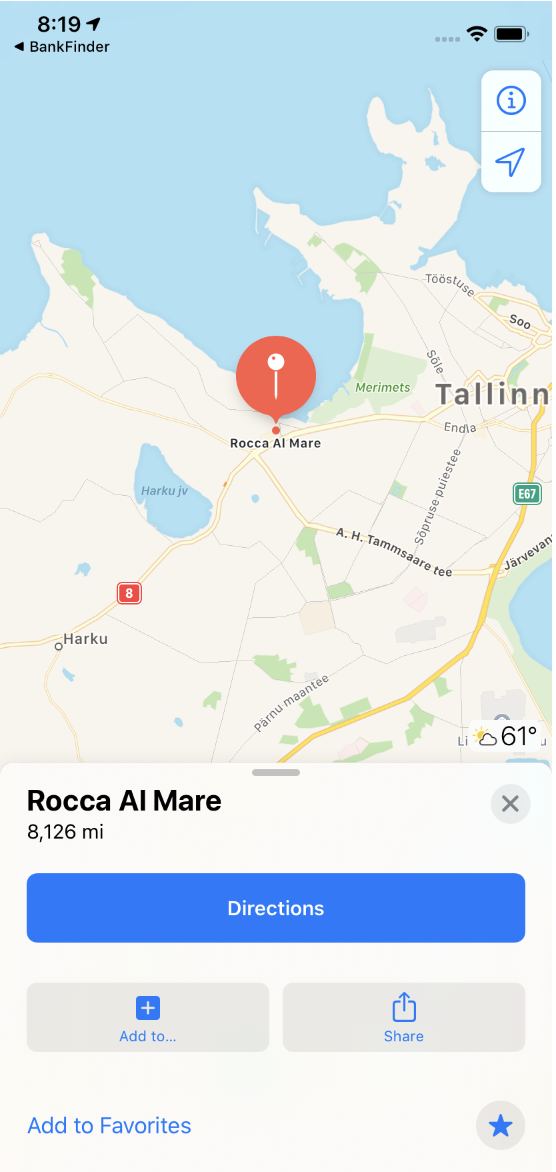 8:19
◀ BankFinder
Tööstuse
Soo
Sõle
Merimets
Tallinn
Endla
Rocca Al Mare
Harku jv
Sõpruse puiestee
E67
A. H. Tammsaare tee
Järvevan
8
Harku
Pärnu maantee
61°
Rocca Al Mare
8,126 mi
Directions
Add to...
Share
Add to Favorites